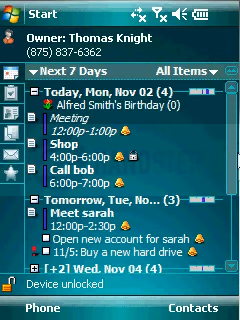 Start
Owner: Thomas Knight
(875) 837-6362
Next 7 Days All Items
Today, Mon, Nov 02 (4)
Alfred Smith's Birthday (0)
Meeting
12:00p-1:00p
Shop
4:00p-6:00p
Call bob
6:00p-7:00p
Tomorrow, Tue, No... (3)
Meet sarah
12:00p-2:30p
Open new account for sarah
11/5: Buy a new hard drive
[+2] Wed, Nov 04 (4)
Device unlocked
Phone Contacts